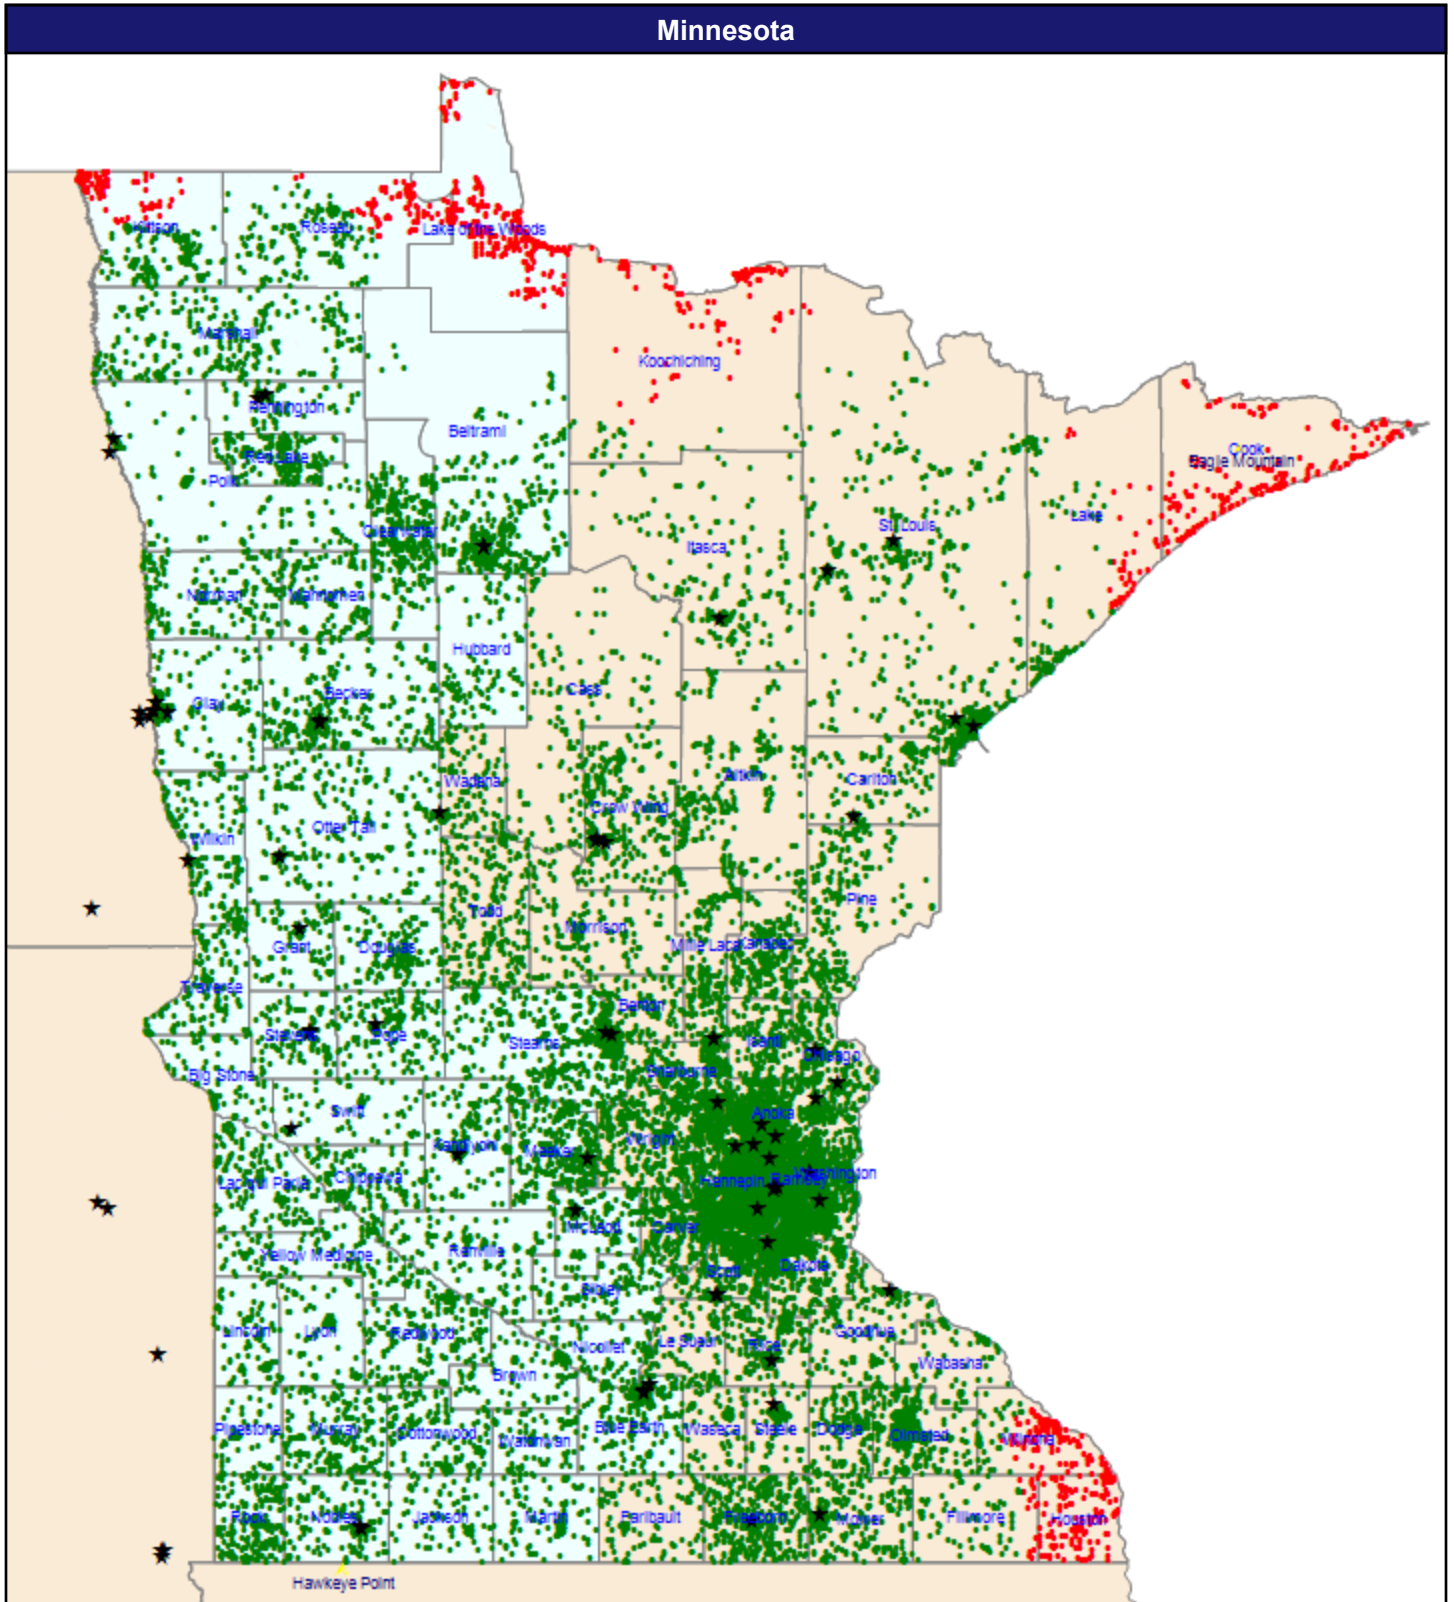 Minnesota
Kittson
Roseau
Lake of the Woods
Marshall
Koochiching
Pennington
Beltrami
Cook
Eagle Mountain
Red Lake
Polk
Lake
Clearwater
St. Louis
Itasca
Norman
Mahnomen
Hubbard
Cass
Becker
Clay
Aitkin
Carlton
Wadena
Crow Wing
Otter Tail
Wilkin
Pine
Todd
Morrison
Mille Lacs
Kanabec
Grant
Douglas
Traverse
Benton
Stevens
Pope
Stearns
Isanti
Chisago
Big Stone
Sherburne
Swift
Anoka
Kandiyohi
Meeker
Wright
Lac qui Parle
Chippewa
Hennepin
Ramsey
Washington
McLeod
Carver
Yellow Medicine
Renville
Scott
Dakota
Sibley
Lincoln
Lyon
Redwood
Nicollet
Le Sueur
Rice
Goodhue
Wabasha
Brown
Pipestone
Murray
Cottonwood
Watonwan
Blue Earth
Waseca
Steele
Dodge
Olmsted
Winona
Rock
Nobles
Jackson
Martin
Faribault
Freeborn
Mower
Fillmore
Houston
Hawkeye Point